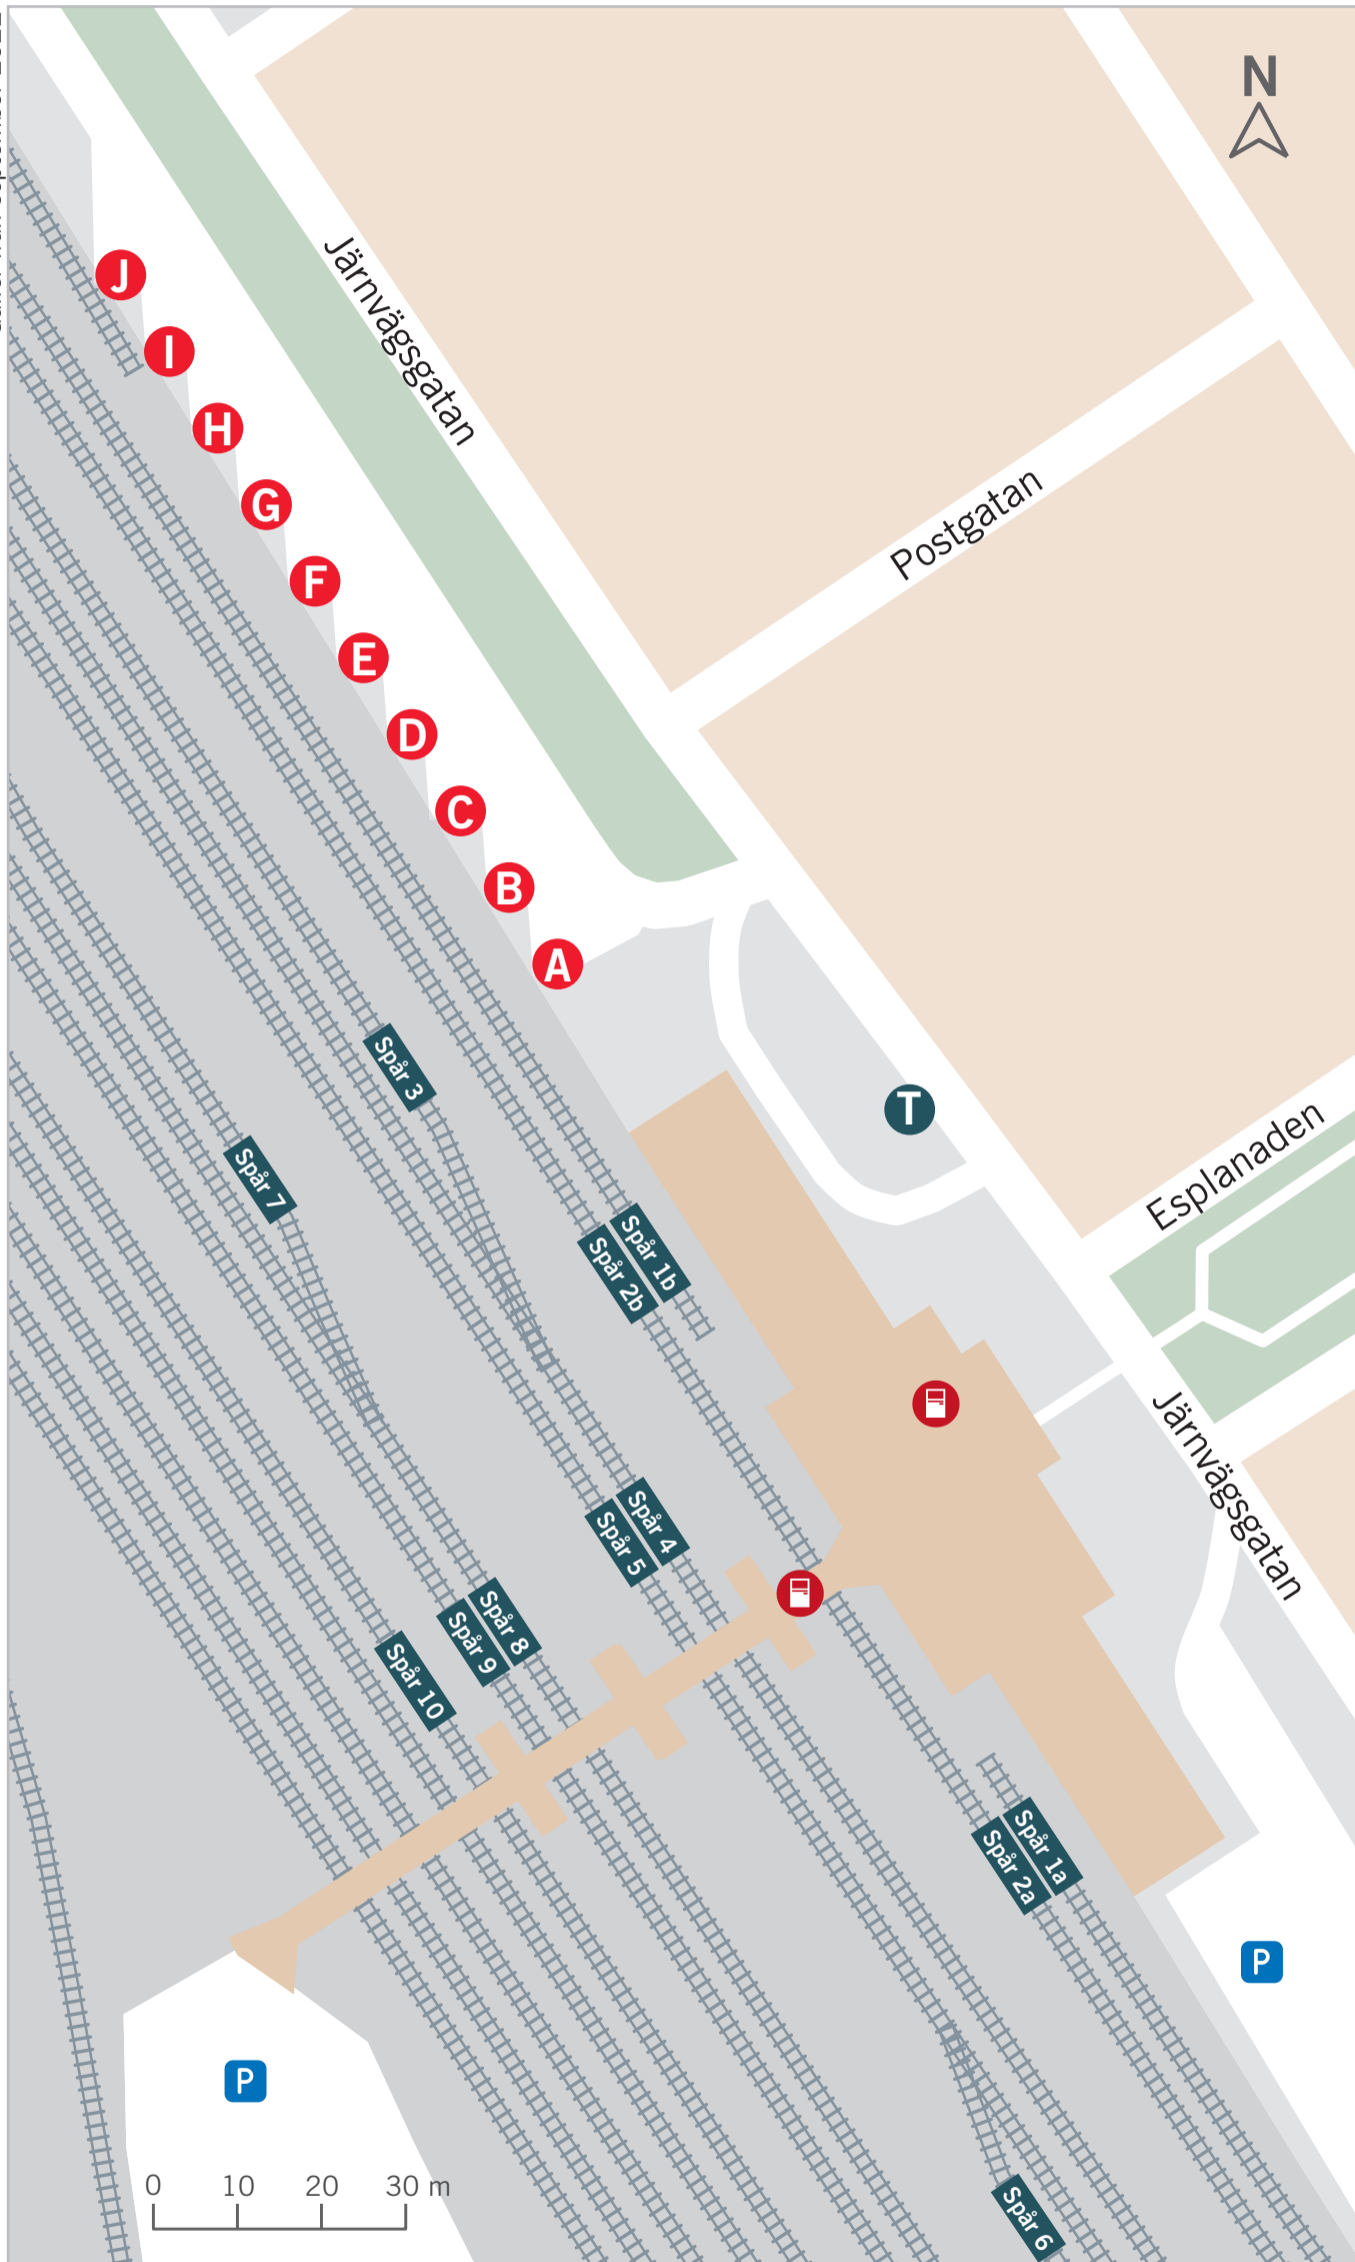 N
J
Järnvägsgatan
I
H
G
Postgatan
F
E
D
C
B
A
Spår 3
T
Esplanaden
Spår 7
Spår 1b
Spår 2b
Järnvägsgatan
Spår 4
Spår 5
Spår 8
Spår 9
Spår 10
Spår 1a
Spår 2a
P
P
0 10 20 30 m
Spår 6